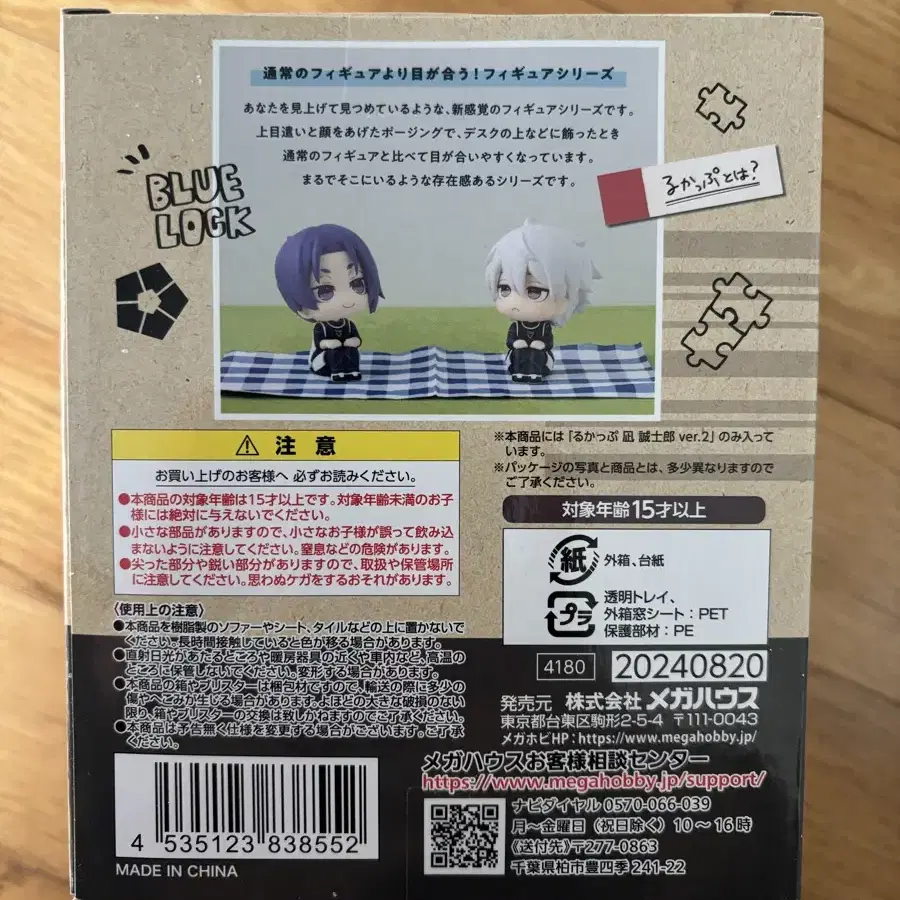 通常のフィギュアより目が合う!フィギュアシリーズ
あなたを見上げて見つめているような、新感覚のフィギュアシリーズです。
上目遣いと顔をあげたポージングで、デスクの上などに飾ったとき
通常のフィギュアと比べて目が合いやすくなっています。
まるでそこにいるような存在感あるシリーズです。
るかっぷとは?
BLUE
LOCK
⚠ 注意
お買い上げのお客様へ 必ずお読みください。
●本商品の対象年齢は15才以上です。対象年齢未満のお子
様には絶対に与えないでください。
●小さな部品がありますので、小さなお子様が誤って飲み込
まないように注意してください。窒息などの危険があります。
●尖った部分や鋭い部分がありますので、取扱や保管場所
に注意してください。思わぬケガをするおそれがあります。
〈使用上の注意〉
●本商品を樹脂製のソファーやシート、タイルなどの上に置かないで
ください。長時間接触していると色が移る場合があります。
●直射日光があたるところや暖房器具の近くや車内など、高温の
ところに保管しないでください。変形する場合があります。
●本商品の箱やブリスターは梱包材ですので、輸送の際に多少の
傷やへこみが生じる場合があります。よほどの大きな破損のない
限り、箱やブリスターの交換は致しかねますのでご了承ください。
●本商品は予告無く仕様を変更する場合がございます。ご了承
ください。
※本商品には「るかっぷ 凪 誠士郎 ver.2」のみ入って
います。
※パッケージの写真と商品とは、多少異なりますので
ご了承ください。
対象年齢15才以上
紙
外箱、台紙
プラ
透明トレイ、
外箱窓シート:PET
保護部材:PE
4180
20240820
発売元 株式会社メガハウス
東京都台東区駒形2-5-4 〒111-0043
メガホビHP:https://www.megahobby.jp/
メガハウスお客様相談センター
https://www.megahobby.jp/support/
ナビダイヤル 0570-066-039
月~金曜日(祝日除く)10~16時
《送付先》〒277-0863
千葉県柏市豊四季241-22
4 535123 838552
MADE IN CHINA